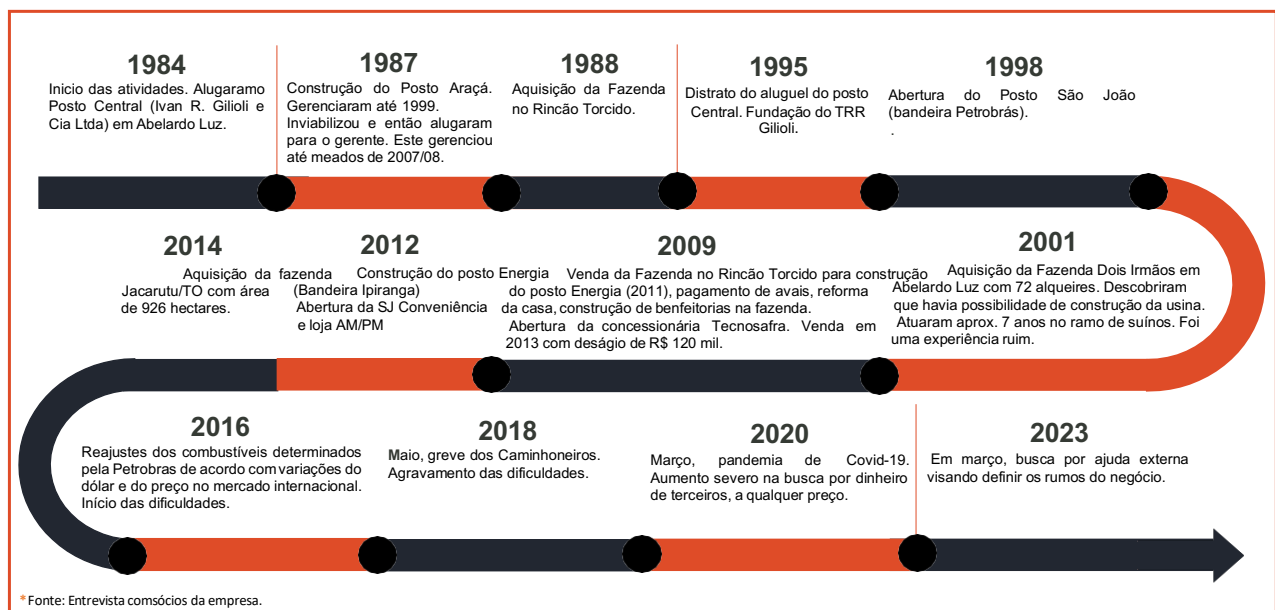 1984
Inicio das atividades. Alugaramo
Posto Central (Ivan R. Gilioli e
Cia Ltda) em Abelardo Luz.
1987
Construção do Posto Araçá.
Gerenciaram até 1999.
Inviabilizou e então alugaram
para o gerente. Este gerenciou
até meados de 2007/08.
1988
Aquisição da Fazenda
no Rincão Torcido.
1995
Distrato do aluguel do posto
Central. Fundação do TRR
Gilioli.
1998
Abertura do Posto São João
(bandeira Petrobrás).
.
2014
Aquisição da fazenda
Jacarutu/TO com área
de 926 hectares.
2012
Construção do posto Energia
(Bandeira Ipiranga)
Abertura da SJ Conveniência
e loja AM/PM
2009
Venda da Fazenda no Rincão Torcido para construção
do posto Energia (2011), pagamento de avais, reforma
da casa, construção de benfeitorias na fazenda.
Abertura da concessionária Tecnosafra. Venda em
2013 com deságio de R$ 120 mil.
2001
Aquisição da Fazenda Dois Irmãos em
Abelardo Luz com 72 alqueires. Descobriram
que havia possibilidade de construção da usina.
Atuaram aprox. 7 anos no ramo de suínos. Foi
uma experiência ruim.
2016
Reajustes dos combustíveis determinados
pela Petrobras de acordo com variações do
dólar e do preço no mercado internacional.
Início das dificuldades.
2018
Maio, greve dos Caminhoneiros.
Agravamento das dificuldades.
2020
Março, pandemia de Covid-19.
Aumento severo na busca por dinheiro
de terceiros, a qualquer preço.
2023
Em março, busca por ajuda externa
visando definir os rumos do negócio.
*Fonte: Entrevista comsócios da empresa.